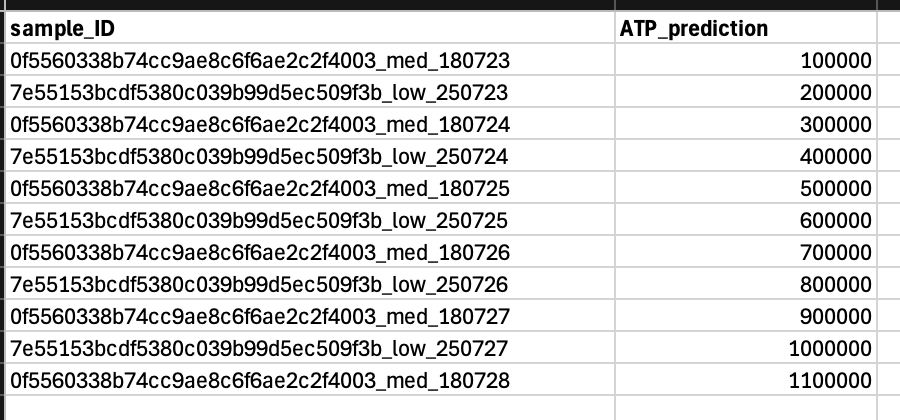 sample_ID ATP_prediction
0f5560338b74cc9ae8c6f6ae2c2f4003_med_180723 100000
7e55153bcdf5380c039b99d5ec509f3b_low_250723 200000
0f5560338b74cc9ae8c6f6ae2c2f4003_med_180724 300000
7e55153bcdf5380c039b99d5ec509f3b_low_250724 400000
0f5560338b74cc9ae8c6f6ae2c2f4003_med_180725 500000
7e55153bcdf5380c039b99d5ec509f3b_low_250725 600000
0f5560338b74cc9ae8c6f6ae2c2f4003_med_180726 700000
7e55153bcdf5380c039b99d5ec509f3b_low_250726 800000
0f5560338b74cc9ae8c6f6ae2c2f4003_med_180727 900000
7e55153bcdf5380c039b99d5ec509f3b_low_250727 1000000
0f5560338b74cc9ae8c6f6ae2c2f4003_med_180728 1100000